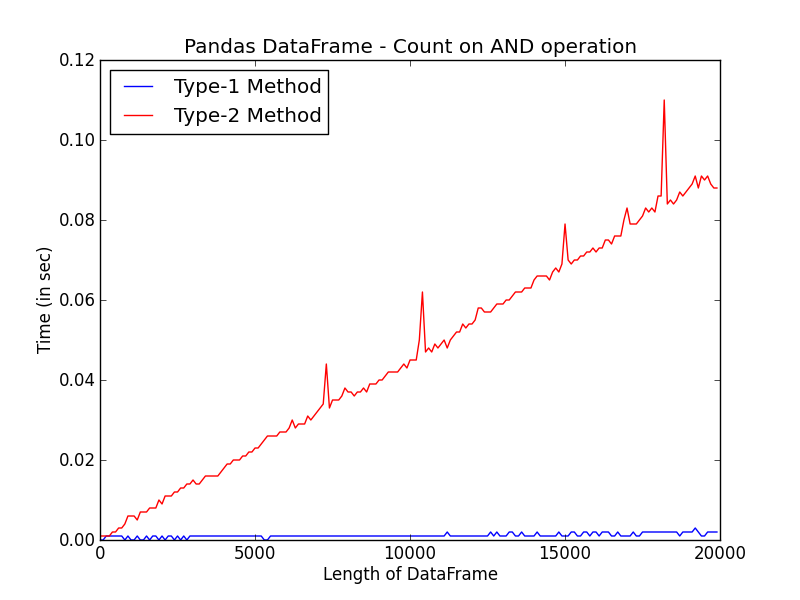 Pandas DataFrame - Count on AND operation
0.12
Type-1 Method
Type-2 Method
0.10
0.08
0.06
0.04
0.02
0.00
Time (in sec)
0
5000
10000
15000
20000
Length of DataFrame